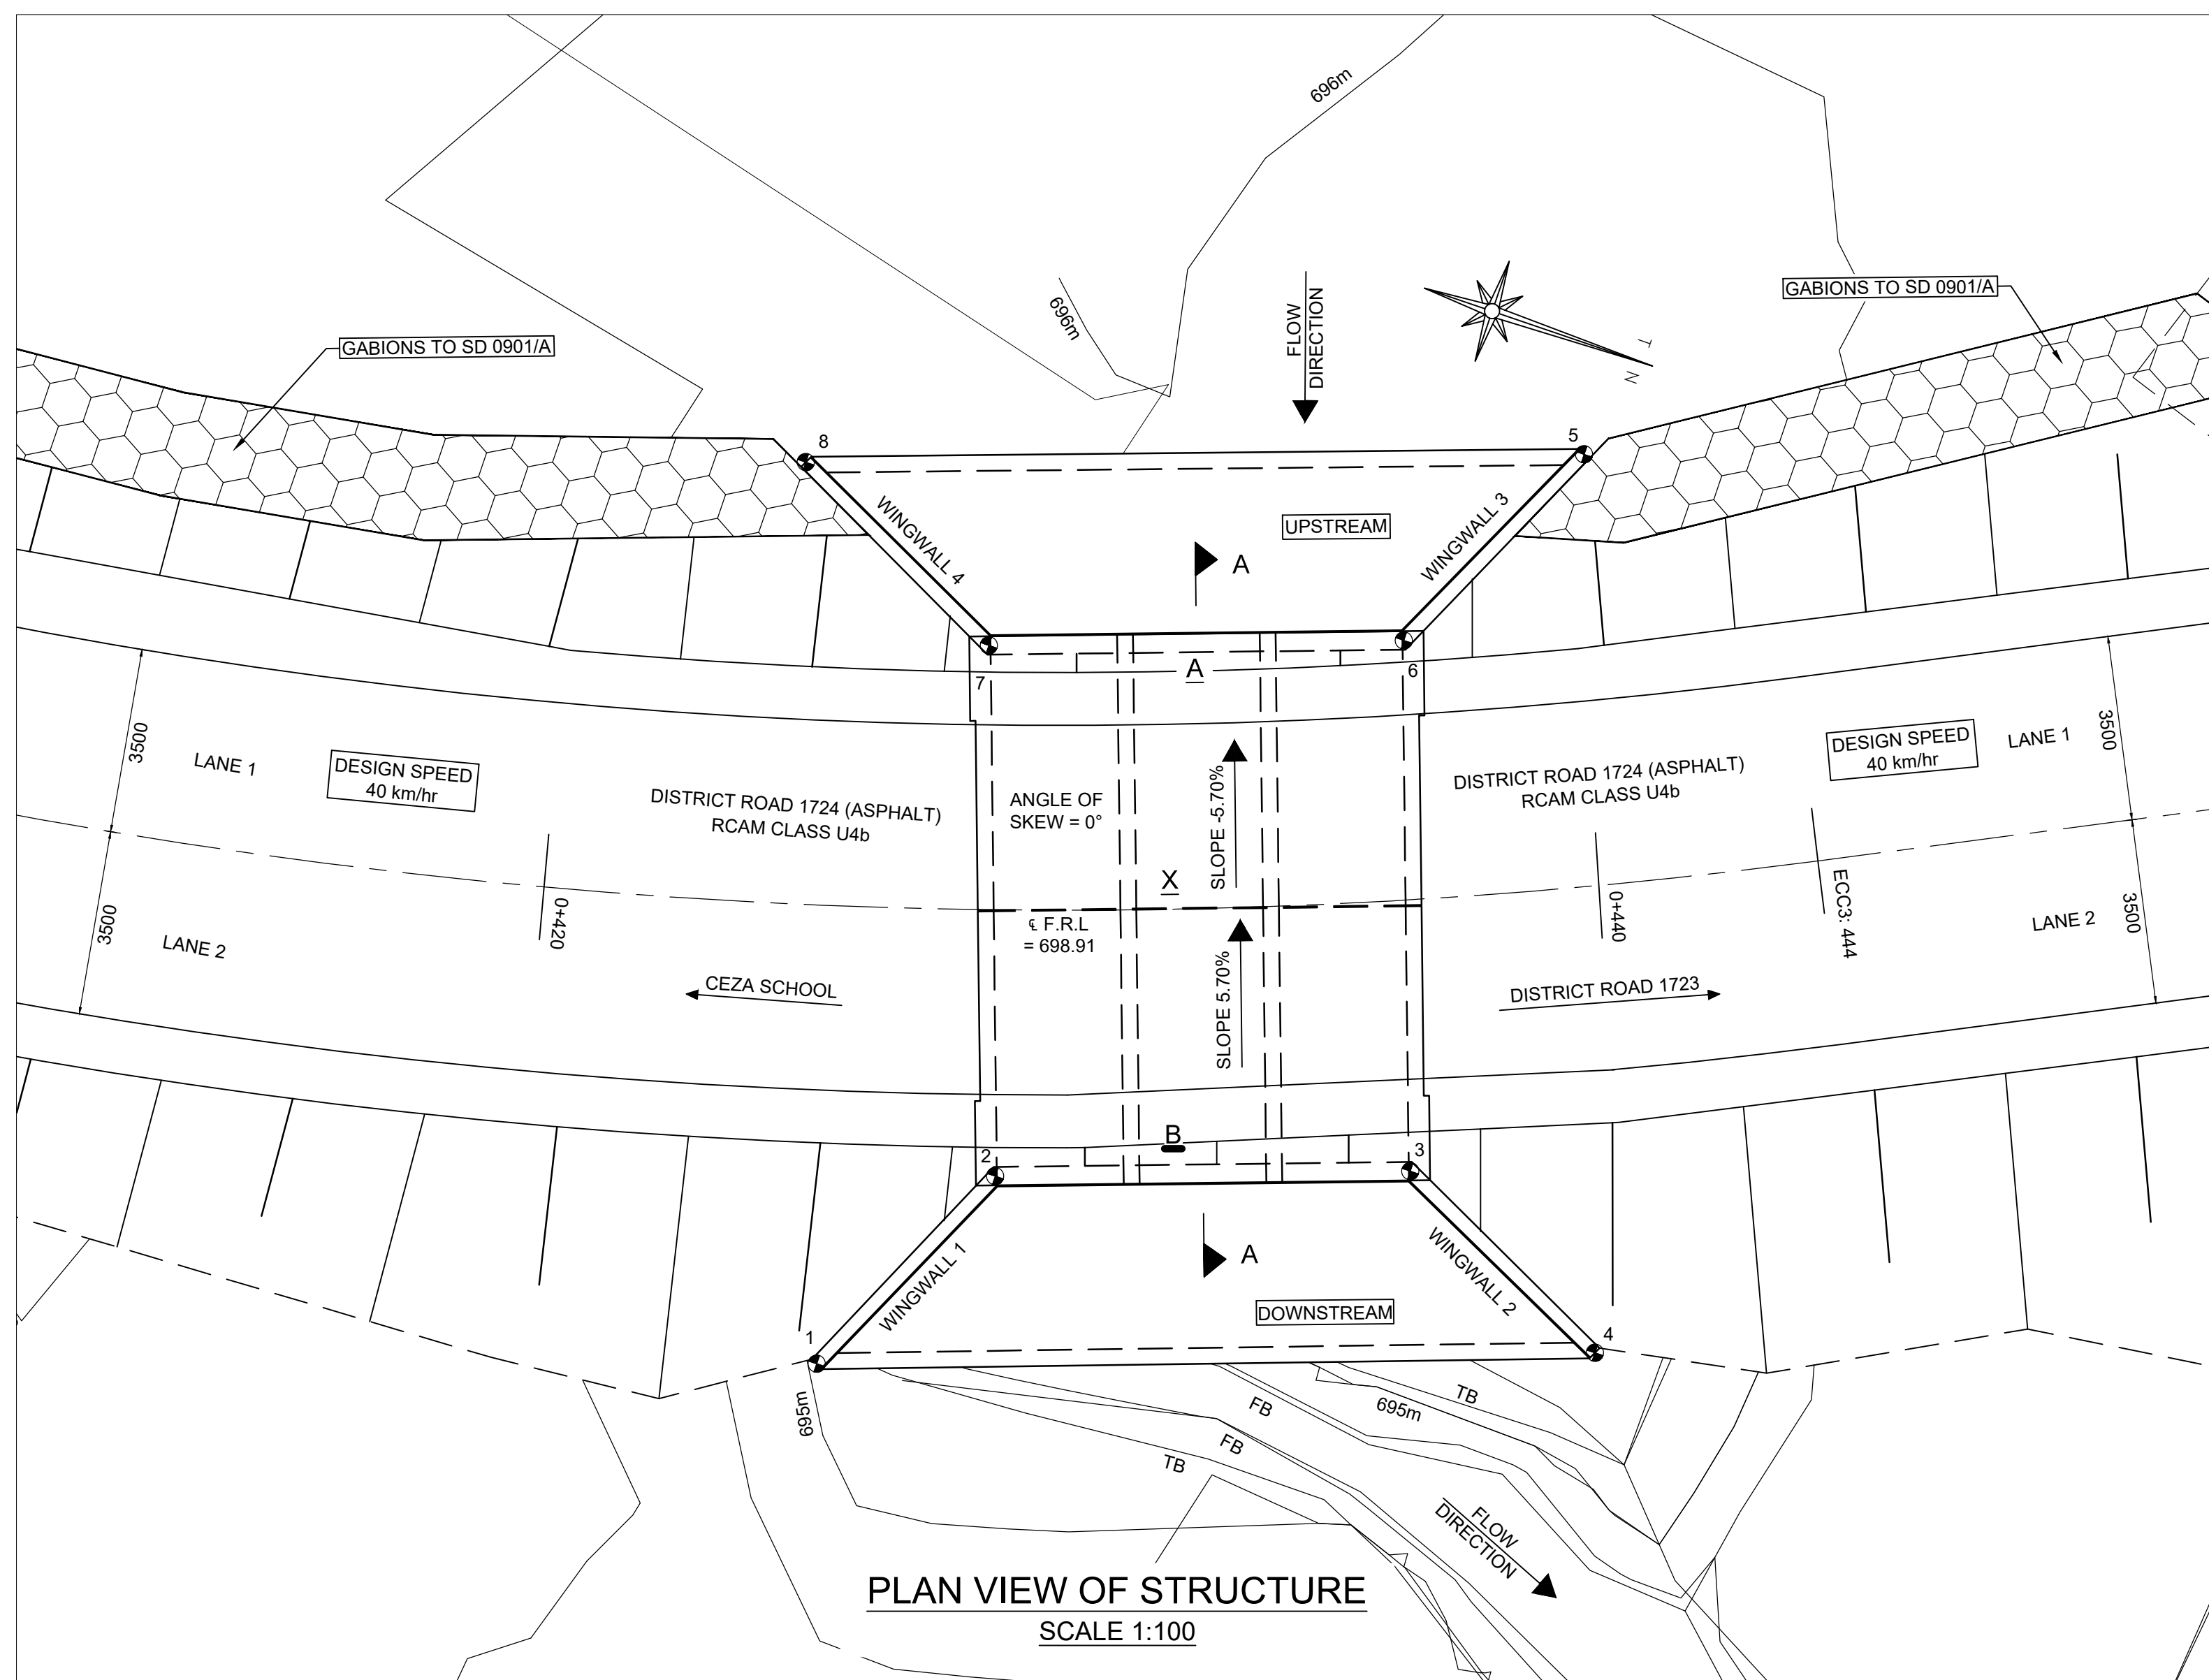 696m
696m
FLOW
DIRECTION
T
N
GABIONS TO SD 0901/A
GABIONS TO SD 0901/A
8
5
WINGWALL 4
WINGWALL 3
UPSTREAM
A
A
7
6
3500
LANE 1
DESIGN SPEED
40 km/hr
DISTRICT ROAD 1724 (ASPHALT)
RCAM CLASS U4b
ANGLE OF
SKEW = 0°
SLOPE -5.70%
DISTRICT ROAD 1724 (ASPHALT)
RCAM CLASS U4b
DESIGN SPEED
40 km/hr
LANE 1
3500
X
3500
LANE 2
0+420
℄ F.R.L
= 698.91
SLOPE 5.70%
0+440
ECC3: 444
LANE 2
3500
CEZA SCHOOL
DISTRICT ROAD 1723
B
2
3
WINGWALL 1
WINGWALL 2
A
DOWNSTREAM
1
4
695m
TB
695m
FB
FB
TB
FLOW
DIRECTION
PLAN VIEW OF STRUCTURE
SCALE 1:100